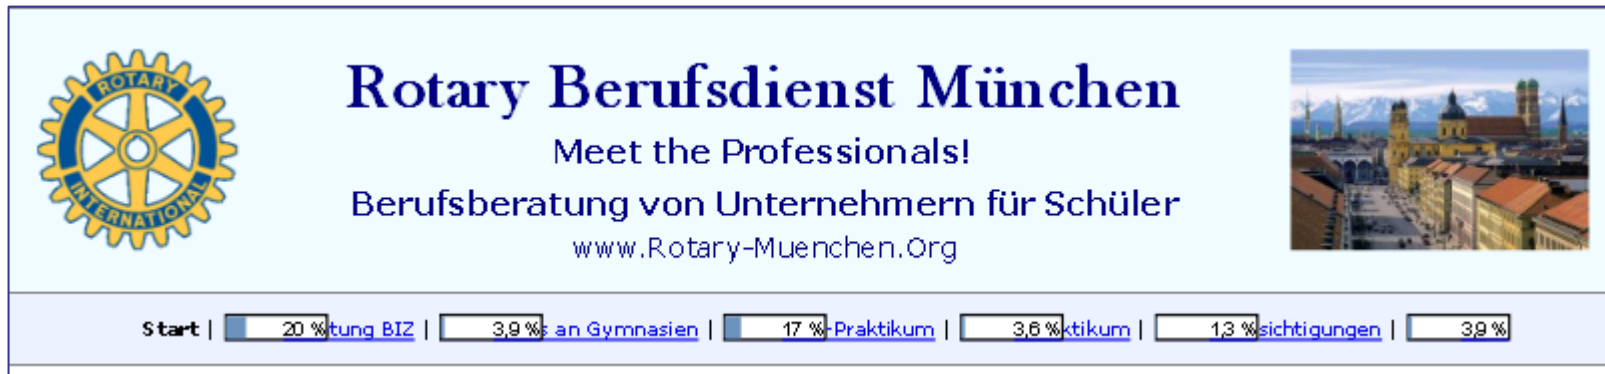 ROTARY
INTERNATIONAL
Rotary Berufsdienst München
Meet the Professionals!
Berufsberatung von Unternehmern für Schüler
www.Rotary-Muenchen.Org
Start | 20 % tung BIZ | 3,9 % s an Gymnasien | 17 % -Praktikum | 3,6 % ktikum | 1,3 % sichtigungen | 3,9 %